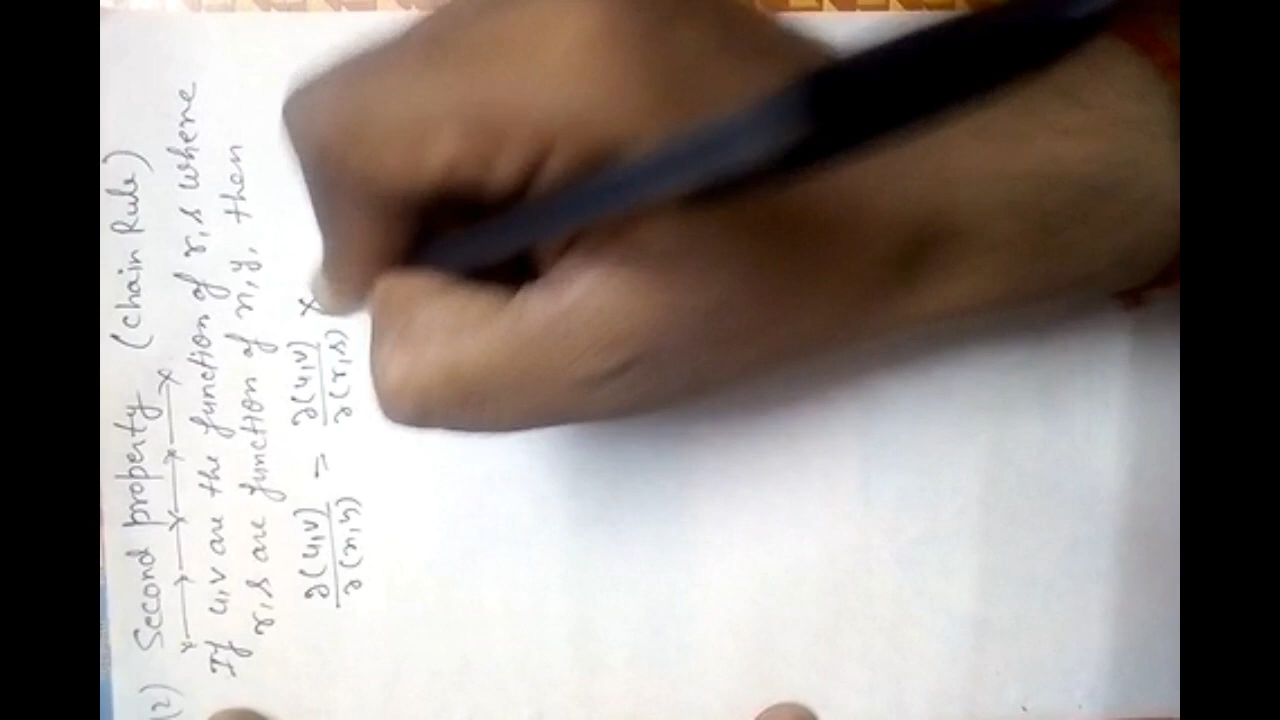 (2) Second property (Chain Rule)
If u,v are the function of r,s where
r,s are function of x,y, then
∂(u,v)/∂(x,y) = ∂(u,v)/∂(r,s) ×